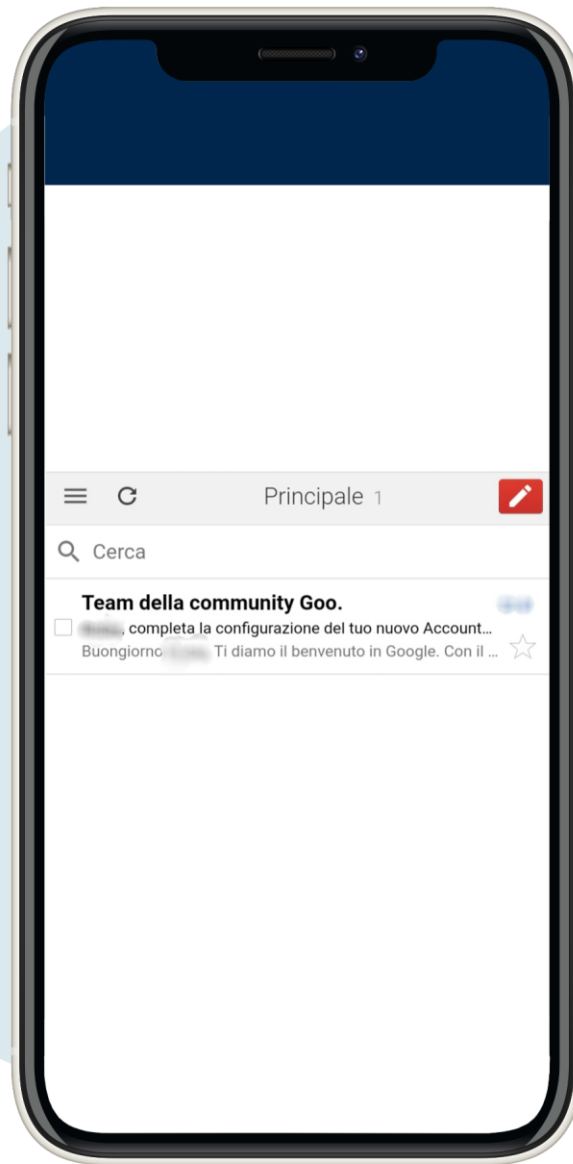 Principale 1
Cerca
Team della community Goo.
, completa la configurazione del tuo nuovo Account...
Buongiorno Ti diamo il benvenuto in Google. Con il ...